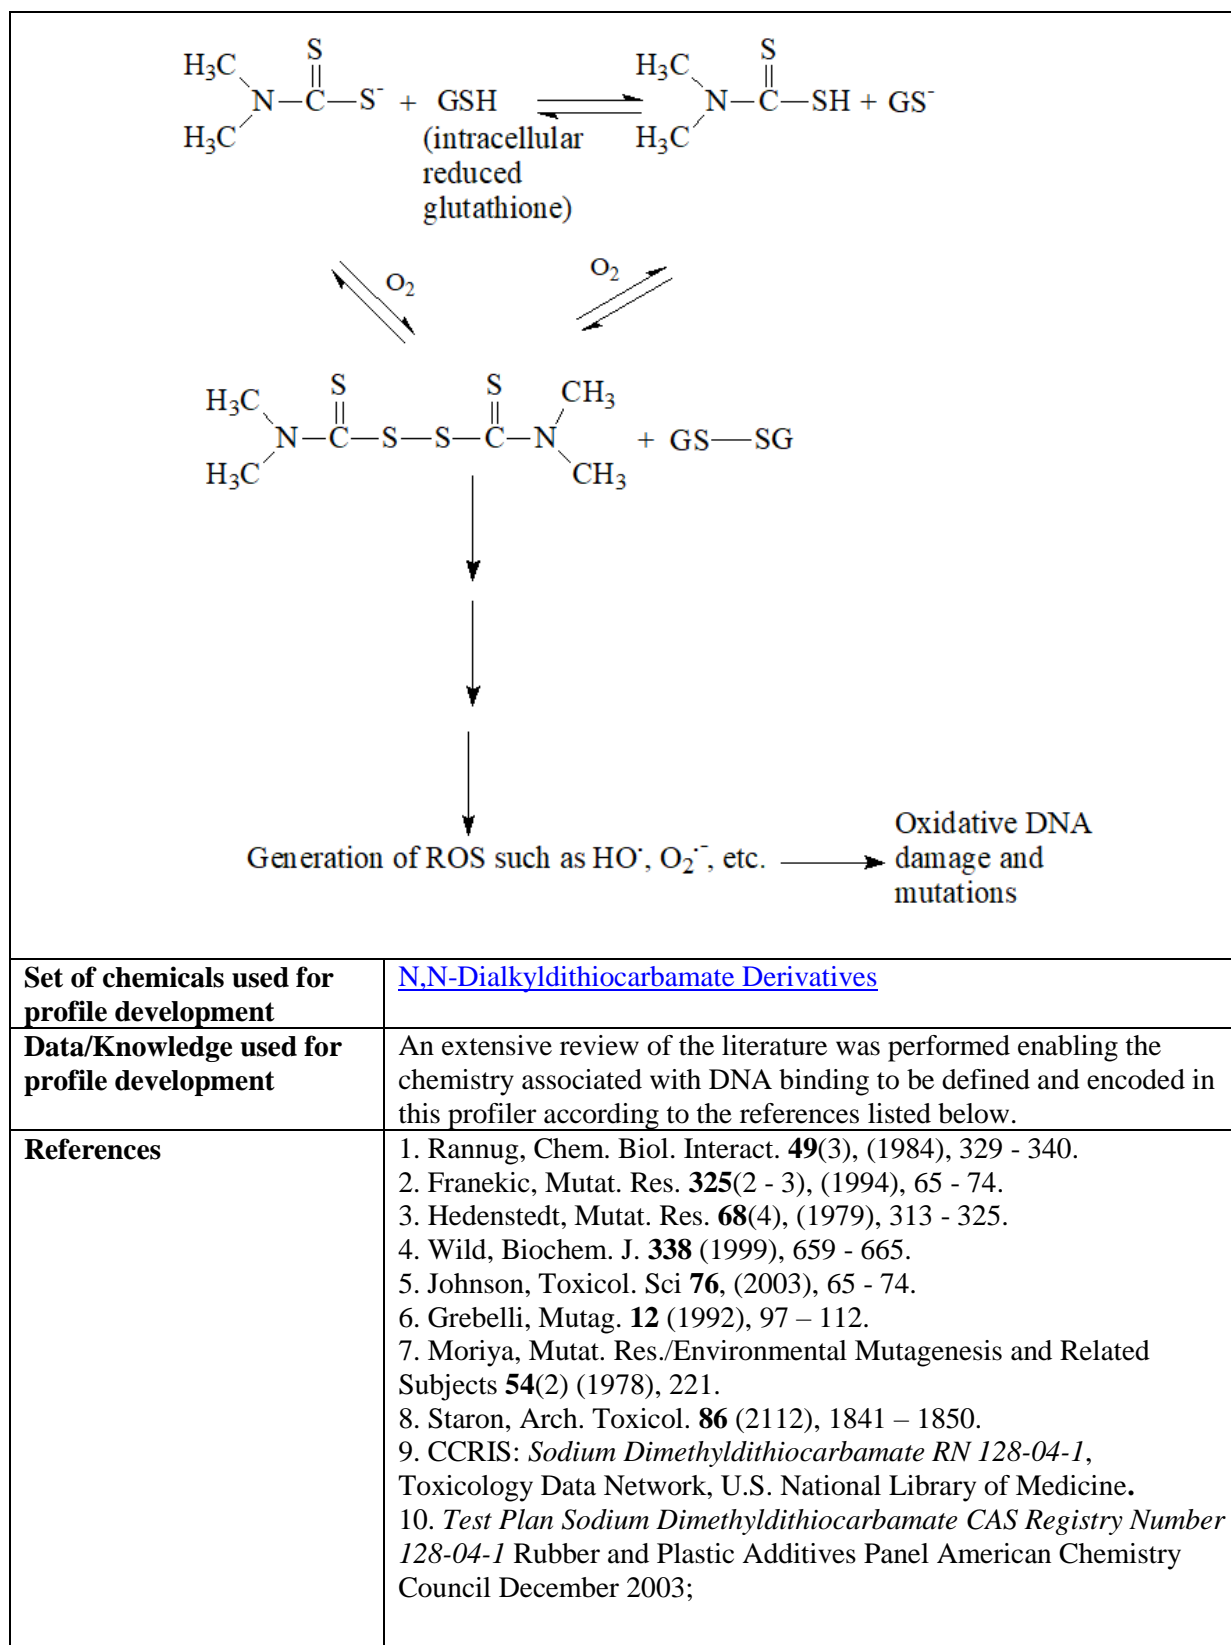 H3C S H3C S
N—C—S- + GSH N—C—SH + GS-
H3C (intracellular H3C
reduced
glutathione)
O2 O2
H3C S S CH3
N—C—S—S—C—N + GS—SG
H3C CH3
Generation of ROS such as HO·, O2·-, etc.
Oxidative DNA
damage and
mutations
Set of chemicals used for
profile development
N,N-Dialkyldithiocarbamate Derivatives
Data/Knowledge used for
profile development
An extensive review of the literature was performed enabling the
chemistry associated with DNA binding to be defined and encoded in
this profiler according to the references listed below.
References
1. Rannug, Chem. Biol. Interact. 49(3), (1984), 329 - 340.
2. Franekic, Mutat. Res. 325(2 - 3), (1994), 65 - 74.
3. Hedenstedt, Mutat. Res. 68(4), (1979), 313 - 325.
4. Wild, Biochem. J. 338 (1999), 659 - 665.
5. Johnson, Toxicol. Sci 76, (2003), 65 - 74.
6. Grebelli, Mutag. 12 (1992), 97 – 112.
7. Moriya, Mutat. Res./Environmental Mutagenesis and Related
Subjects 54(2) (1978), 221.
8. Staron, Arch. Toxicol. 86 (2112), 1841 – 1850.
9. CCRIS: Sodium Dimethyldithiocarbamate RN 128-04-1,
Toxicology Data Network, U.S. National Library of Medicine.
10. Test Plan Sodium Dimethyldithiocarbamate CAS Registry Number
128-04-1 Rubber and Plastic Additives Panel American Chemistry
Council December 2003;